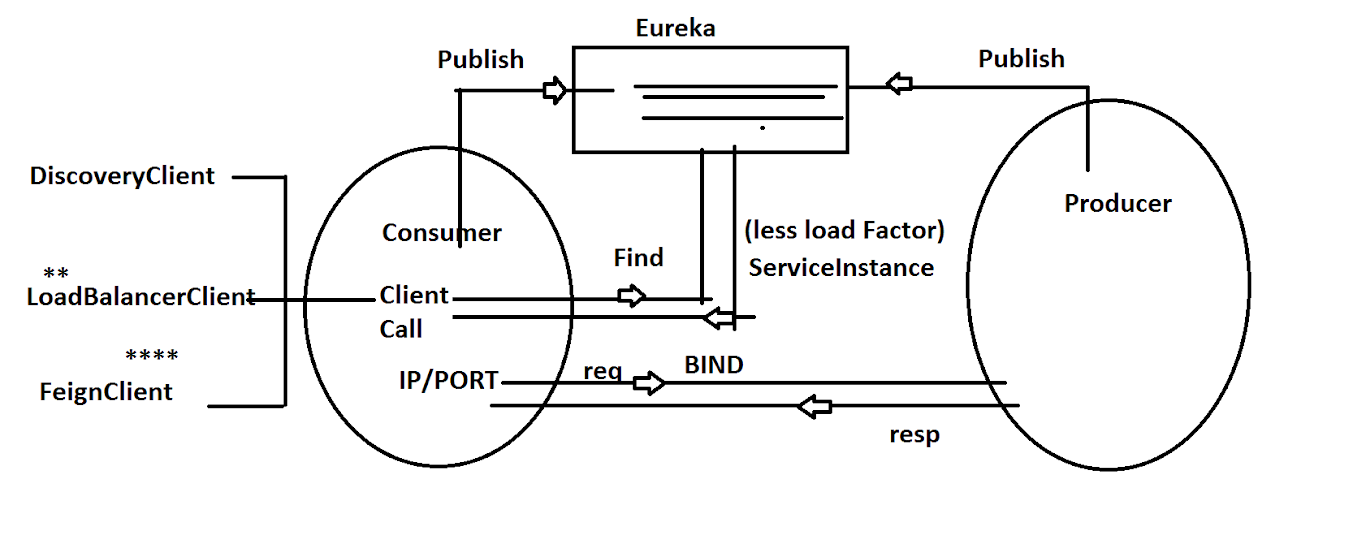 Eureka
Publish
Publish
DiscoveryClient
Producer
Consumer
(less load Factor)
Find
ServiceInstance
**
LoadBalancerClient
Client
Call
****
FeignClient
IP/PORT
req
BIND
resp